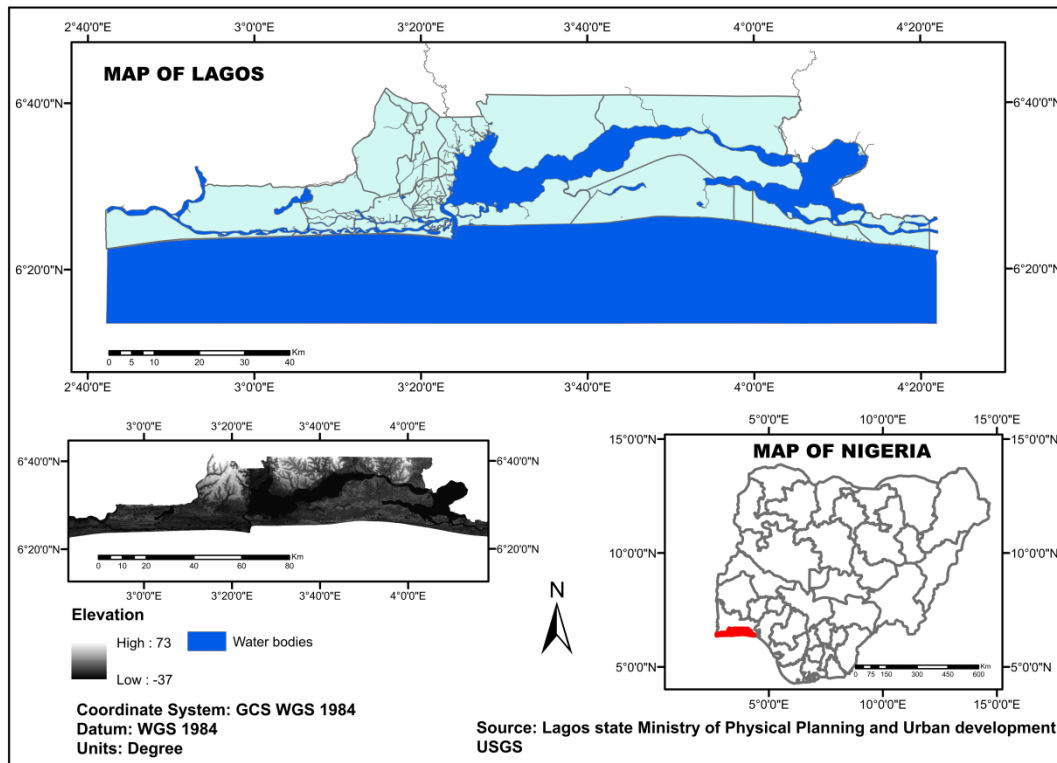 2°40'0"E 3°0'0"E 3°20'0"E 3°40'0"E 4°0'0"E 4°20'0"E
MAP OF LAGOS
6°40'0"N 6°40'0"N
6°20'0"N 6°20'0"N
Km
0 5 10 20 30 40
2°40'0"E 3°0'0"E 3°20'0"E 3°40'0"E 4°0'0"E 4°20'0"E
3°0'0"E 3°20'0"E 3°40'0"E 4°0'0"E
6°40'0"N 6°40'0"N
6°20'0"N 6°20'0"N
Km
0 10 20 40 60 80
3°0'0"E 3°20'0"E 3°40'0"E 4°0'0"E
Elevation
High : 73
Low : -37
Water bodies
N
5°0'0"E 10°0'0"E 15°0'0"E
MAP OF NIGERIA
15°0'0"N 15°0'0"N
10°0'0"N 10°0'0"N
5°0'0"N 5°0'0"N
Km
0 75 150 300 450 600
5°0'0"E 10°0'0"E 15°0'0"E
Coordinate System: GCS WGS 1984
Datum: WGS 1984
Units: Degree
Source: Lagos state Ministry of Physical Planning and Urban development
USGS